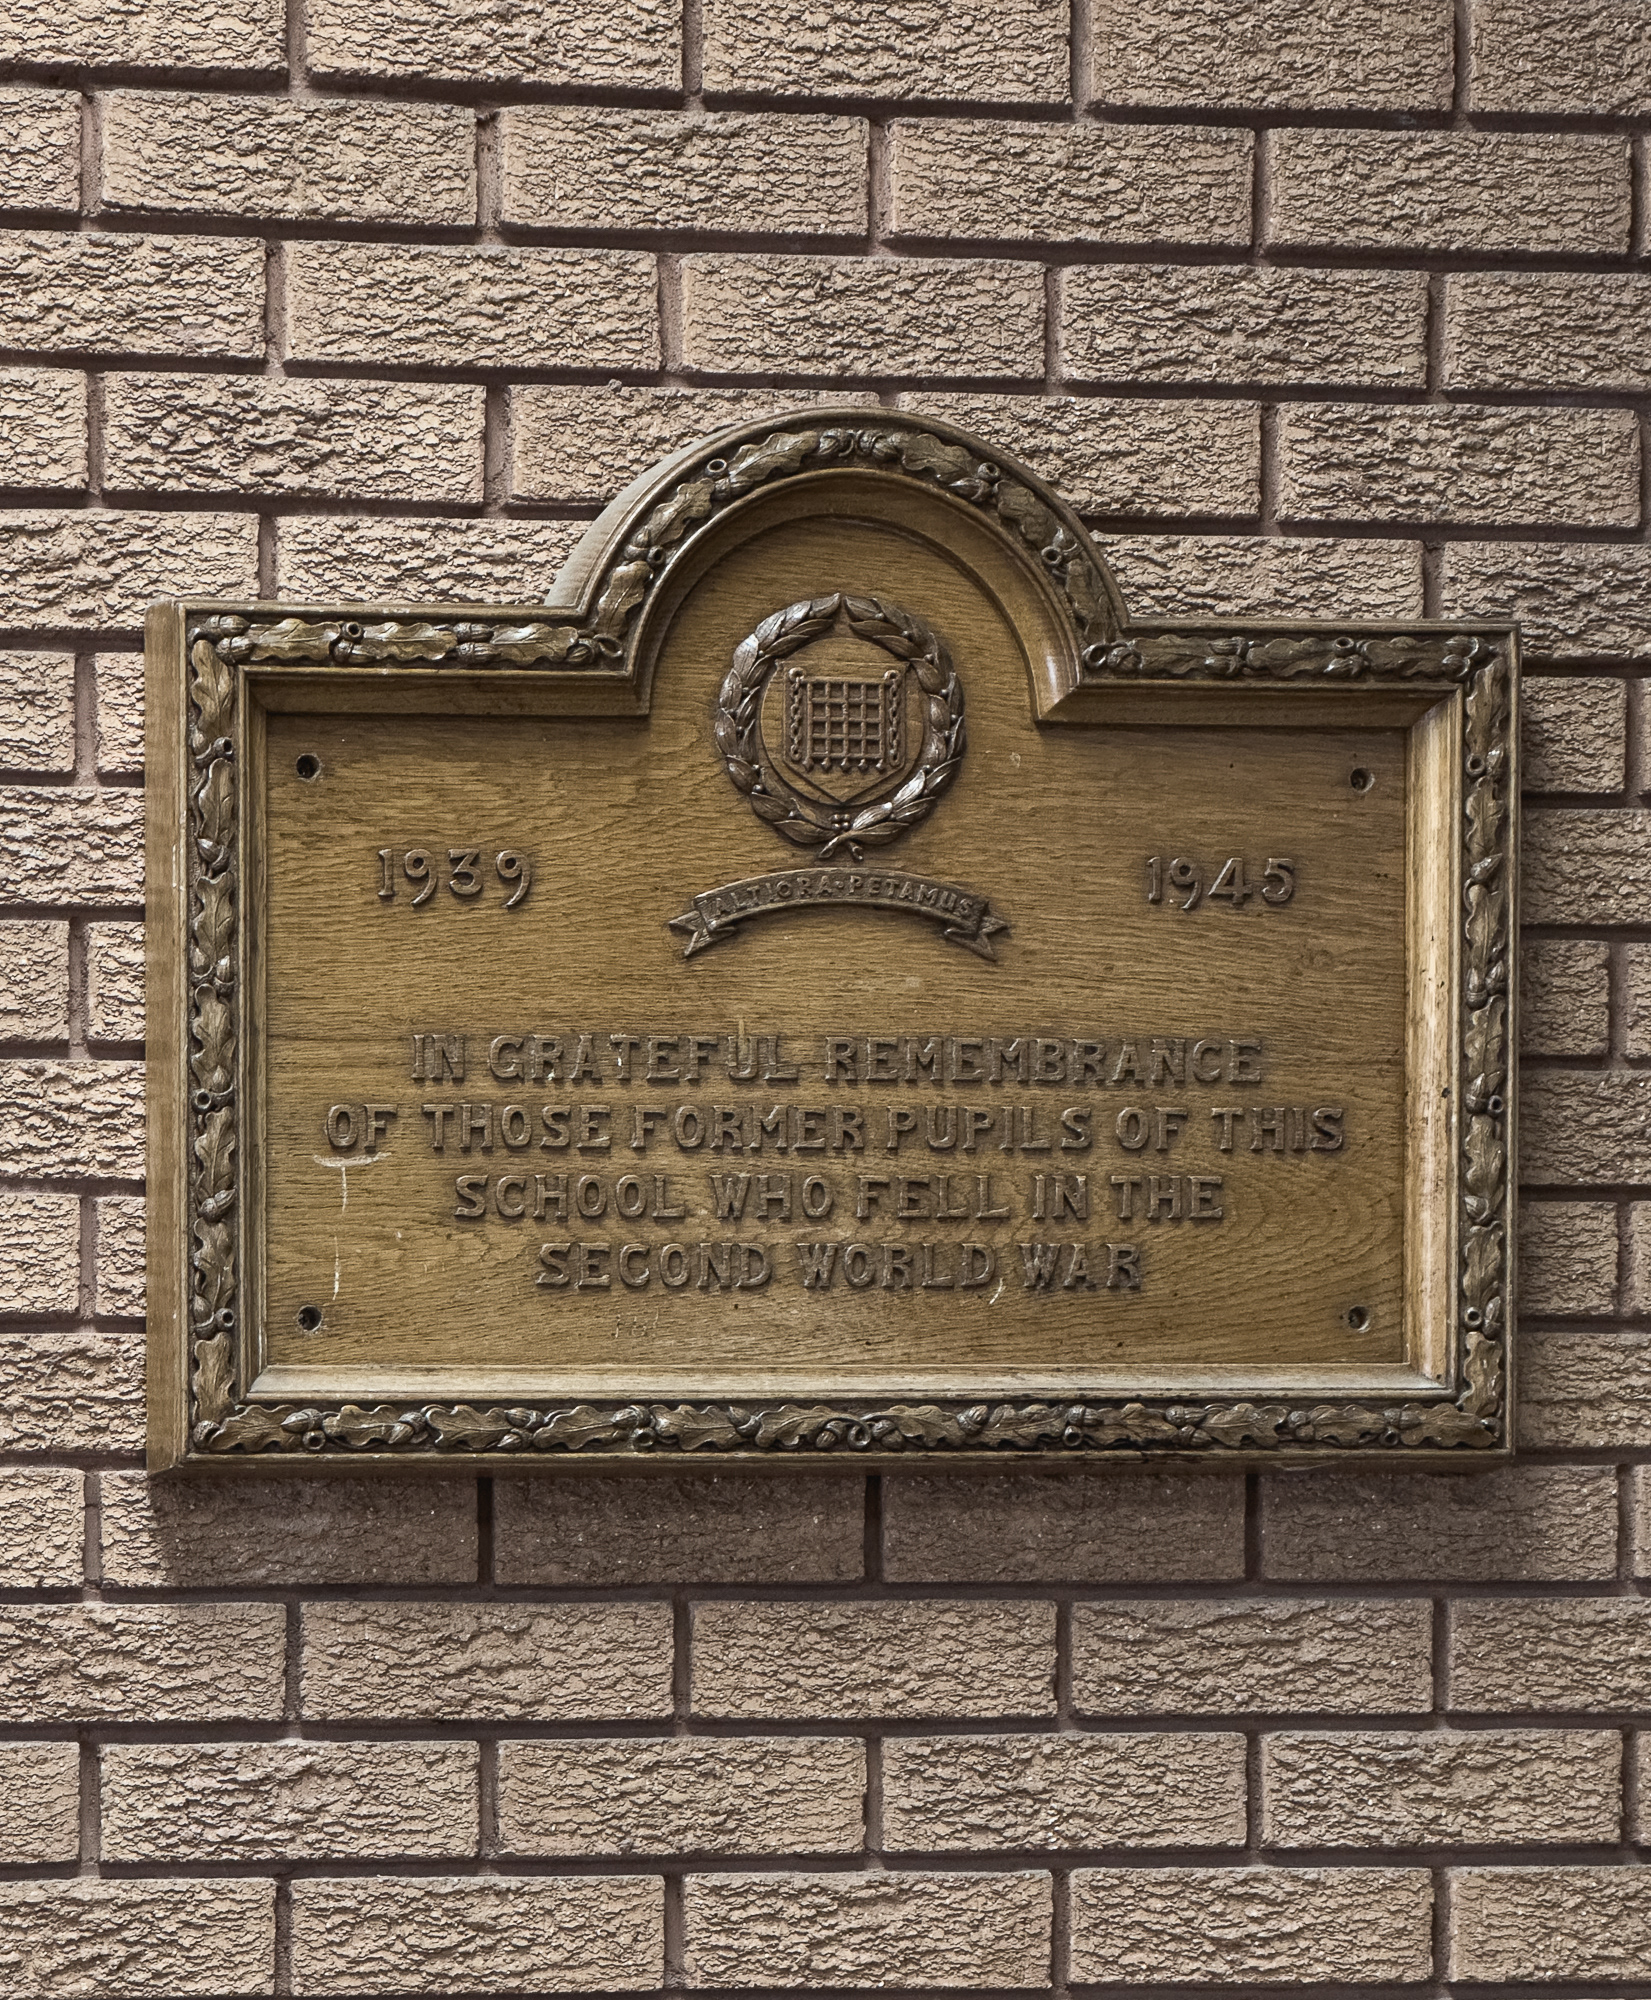 1939 1945
ALTIORA·PETAMUS
IN GRATEFUL REMEMBRANCE
OF THOSE FORMER PUPILS OF THIS
SCHOOL WHO FELL IN THE
SECOND WORLD WAR